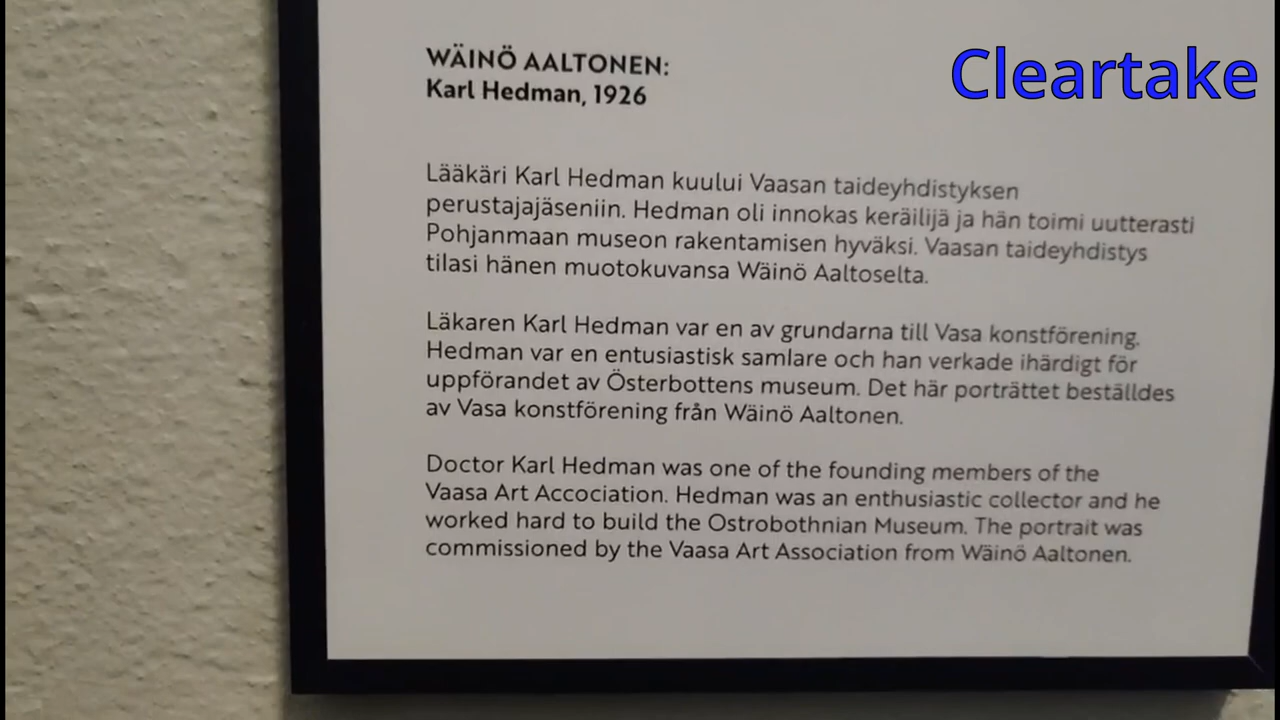 Cleartake
WÄINÖ AALTONEN:
Karl Hedman, 1926
Lääkäri Karl Hedman kuului Vaasan taideyhdistyksen
perustajajäseniin. Hedman oli innokas keräilijä ja hän toimi uutterasti
Pohjanmaan museon rakentamisen hyväksi. Vaasan taideyhdistys
tilasi hänen muotokuvansa Wäinö Aaltoselta.
Läkaren Karl Hedman var en av grundarna till Vasa konstförening.
Hedman var en entusiastisk samlare och han verkade ihärdigt för
uppförandet av Österbottens museum. Det här porträttet beställdes
av Vasa konstförening från Wäinö Aaltonen.
Doctor Karl Hedman was one of the founding members of the
Vaasa Art Accociation. Hedman was an enthusiastic collector and he
worked hard to build the Ostrobothnian Museum. The portrait was
commissioned by the Vaasa Art Association from Wäinö Aaltonen.